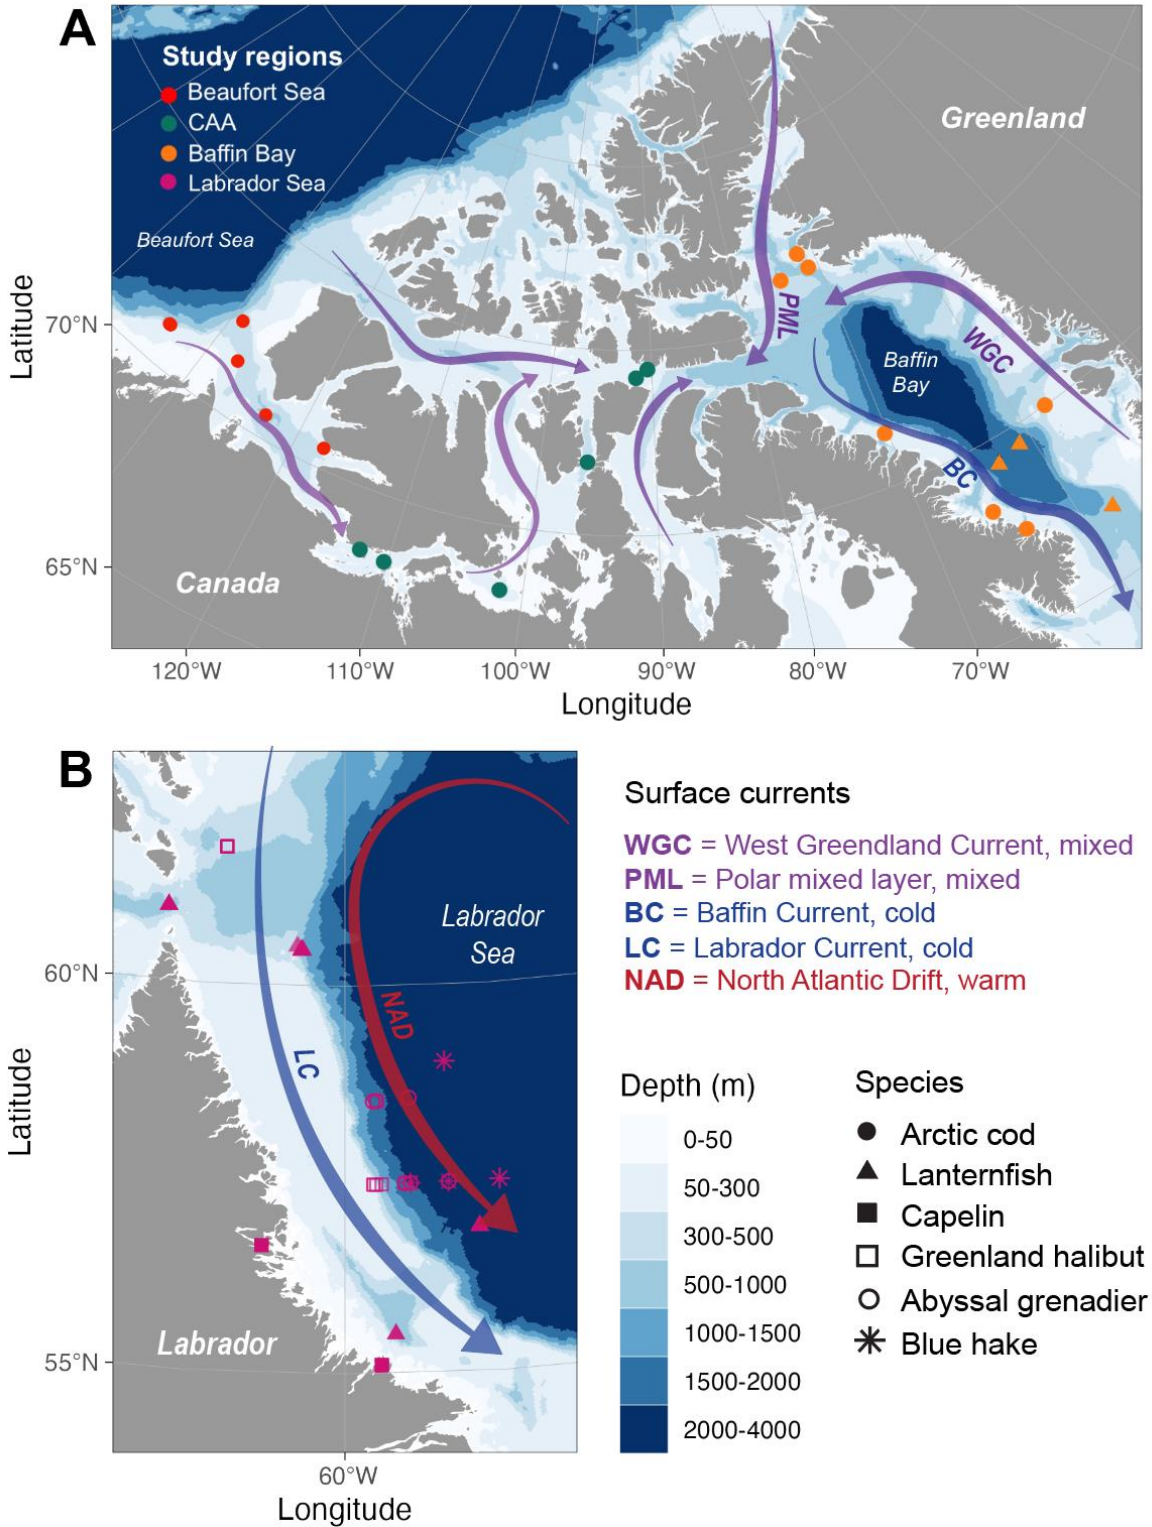 A
Study regions
Beaufort Sea
CAA
Baffin Bay
Labrador Sea
Greenland
Beaufort Sea
PML
WGC
Baffin
Bay
BC
Canada
Latitude
70°N
65°N
120°W
110°W
100°W
90°W
80°W
70°W
Longitude
B
Labrador
Sea
NAD
LC
Labrador
Latitude
60°N
55°N
60°W
Longitude
Surface currents
WGC = West Greendland Current, mixed
PML = Polar mixed layer, mixed
BC = Baffin Current, cold
LC = Labrador Current, cold
NAD = North Atlantic Drift, warm
Depth (m)
0-50
50-300
300-500
500-1000
1000-1500
1500-2000
2000-4000
Species
Arctic cod
Lanternfish
Capelin
Greenland halibut
Abyssal grenadier
Blue hake